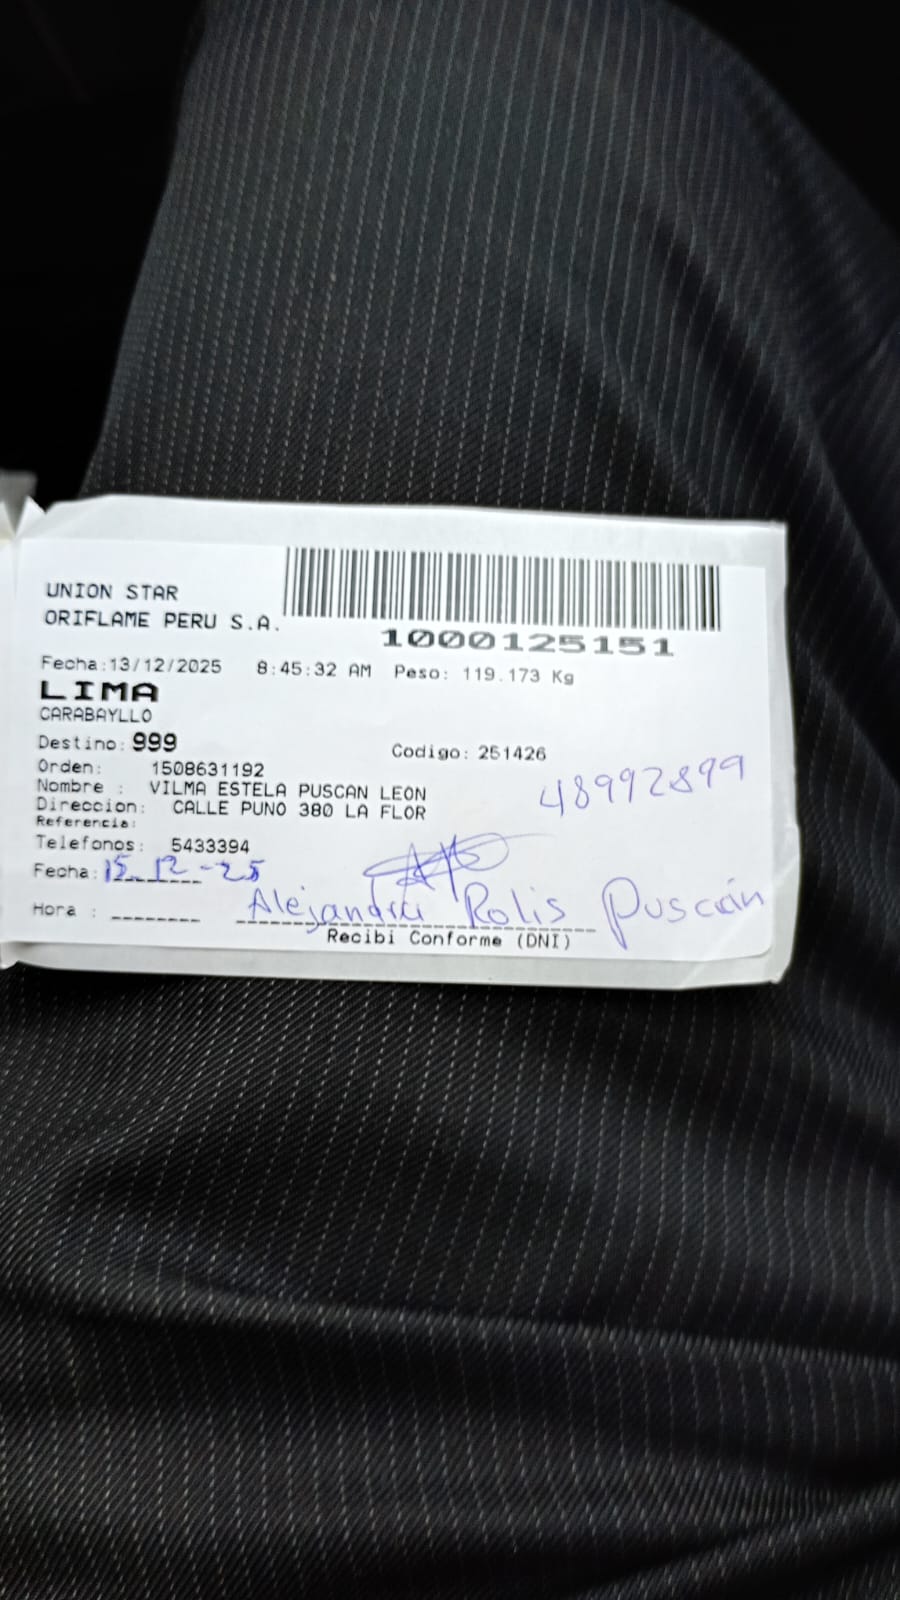 UNION STAR
ORIFLAME PERU S.A.
1000125151
Fecha:13/12/2025 8:45:32 AM Peso: 119.173 Kg
LIMA
CARABAYLLO
Destino: 999 Codigo: 251426
Orden: 1508631192
Nombre : VILMA ESTELA PUSCAN LEON
48992899
Direccion: CALLE PUNO 380 LA FLOR
Referencia:
Telefonos: 5433394
Fecha: 15-12-25
Hora : Alejandra Rolis Puscán
Recibi Conforme (DNI)